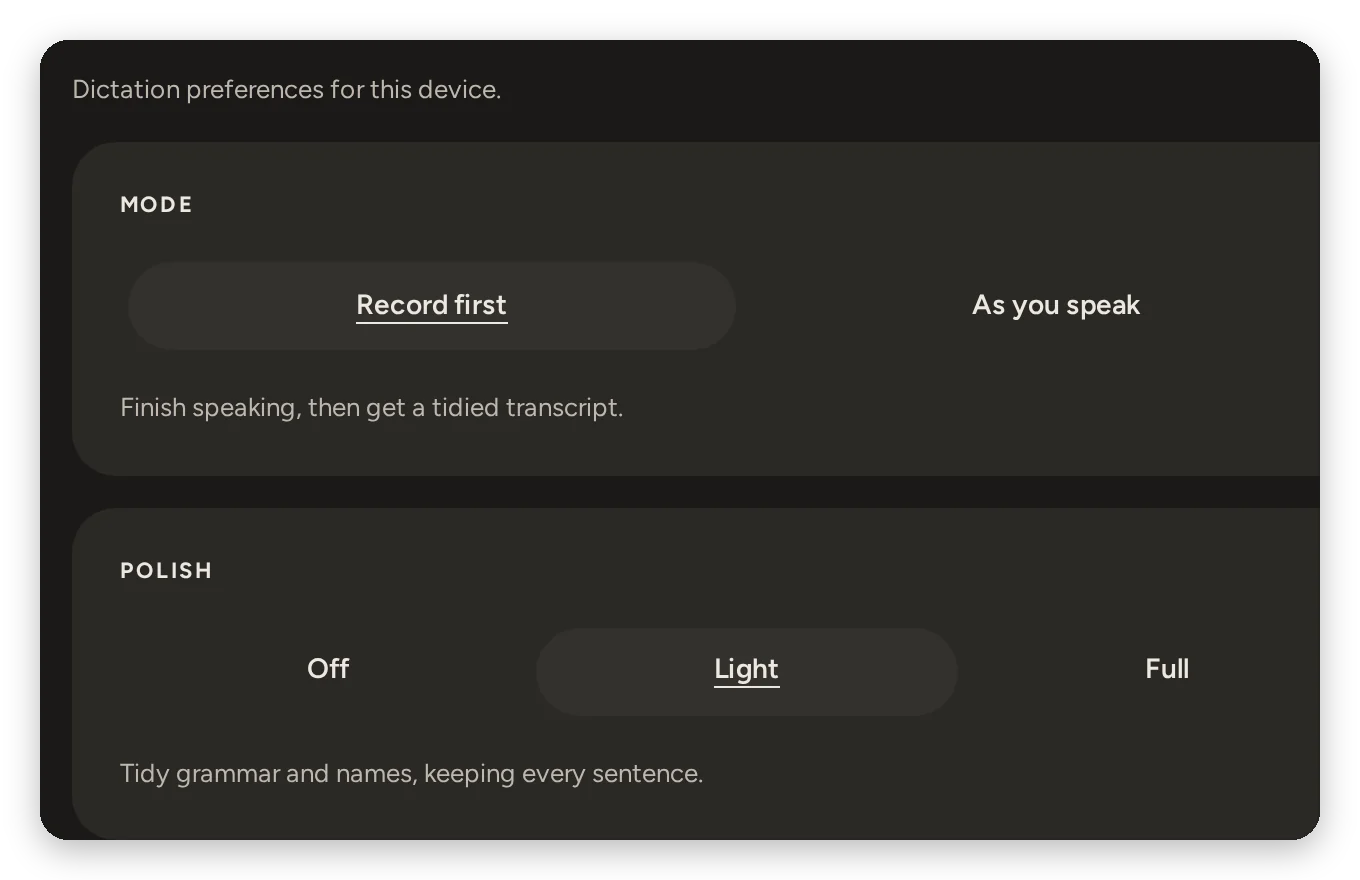 Dictation preferences for this device.
MODE
Record first As you speak
Finish speaking, then get a tidied transcript.
POLISH
Off Light Full
Tidy grammar and names, keeping every sentence.